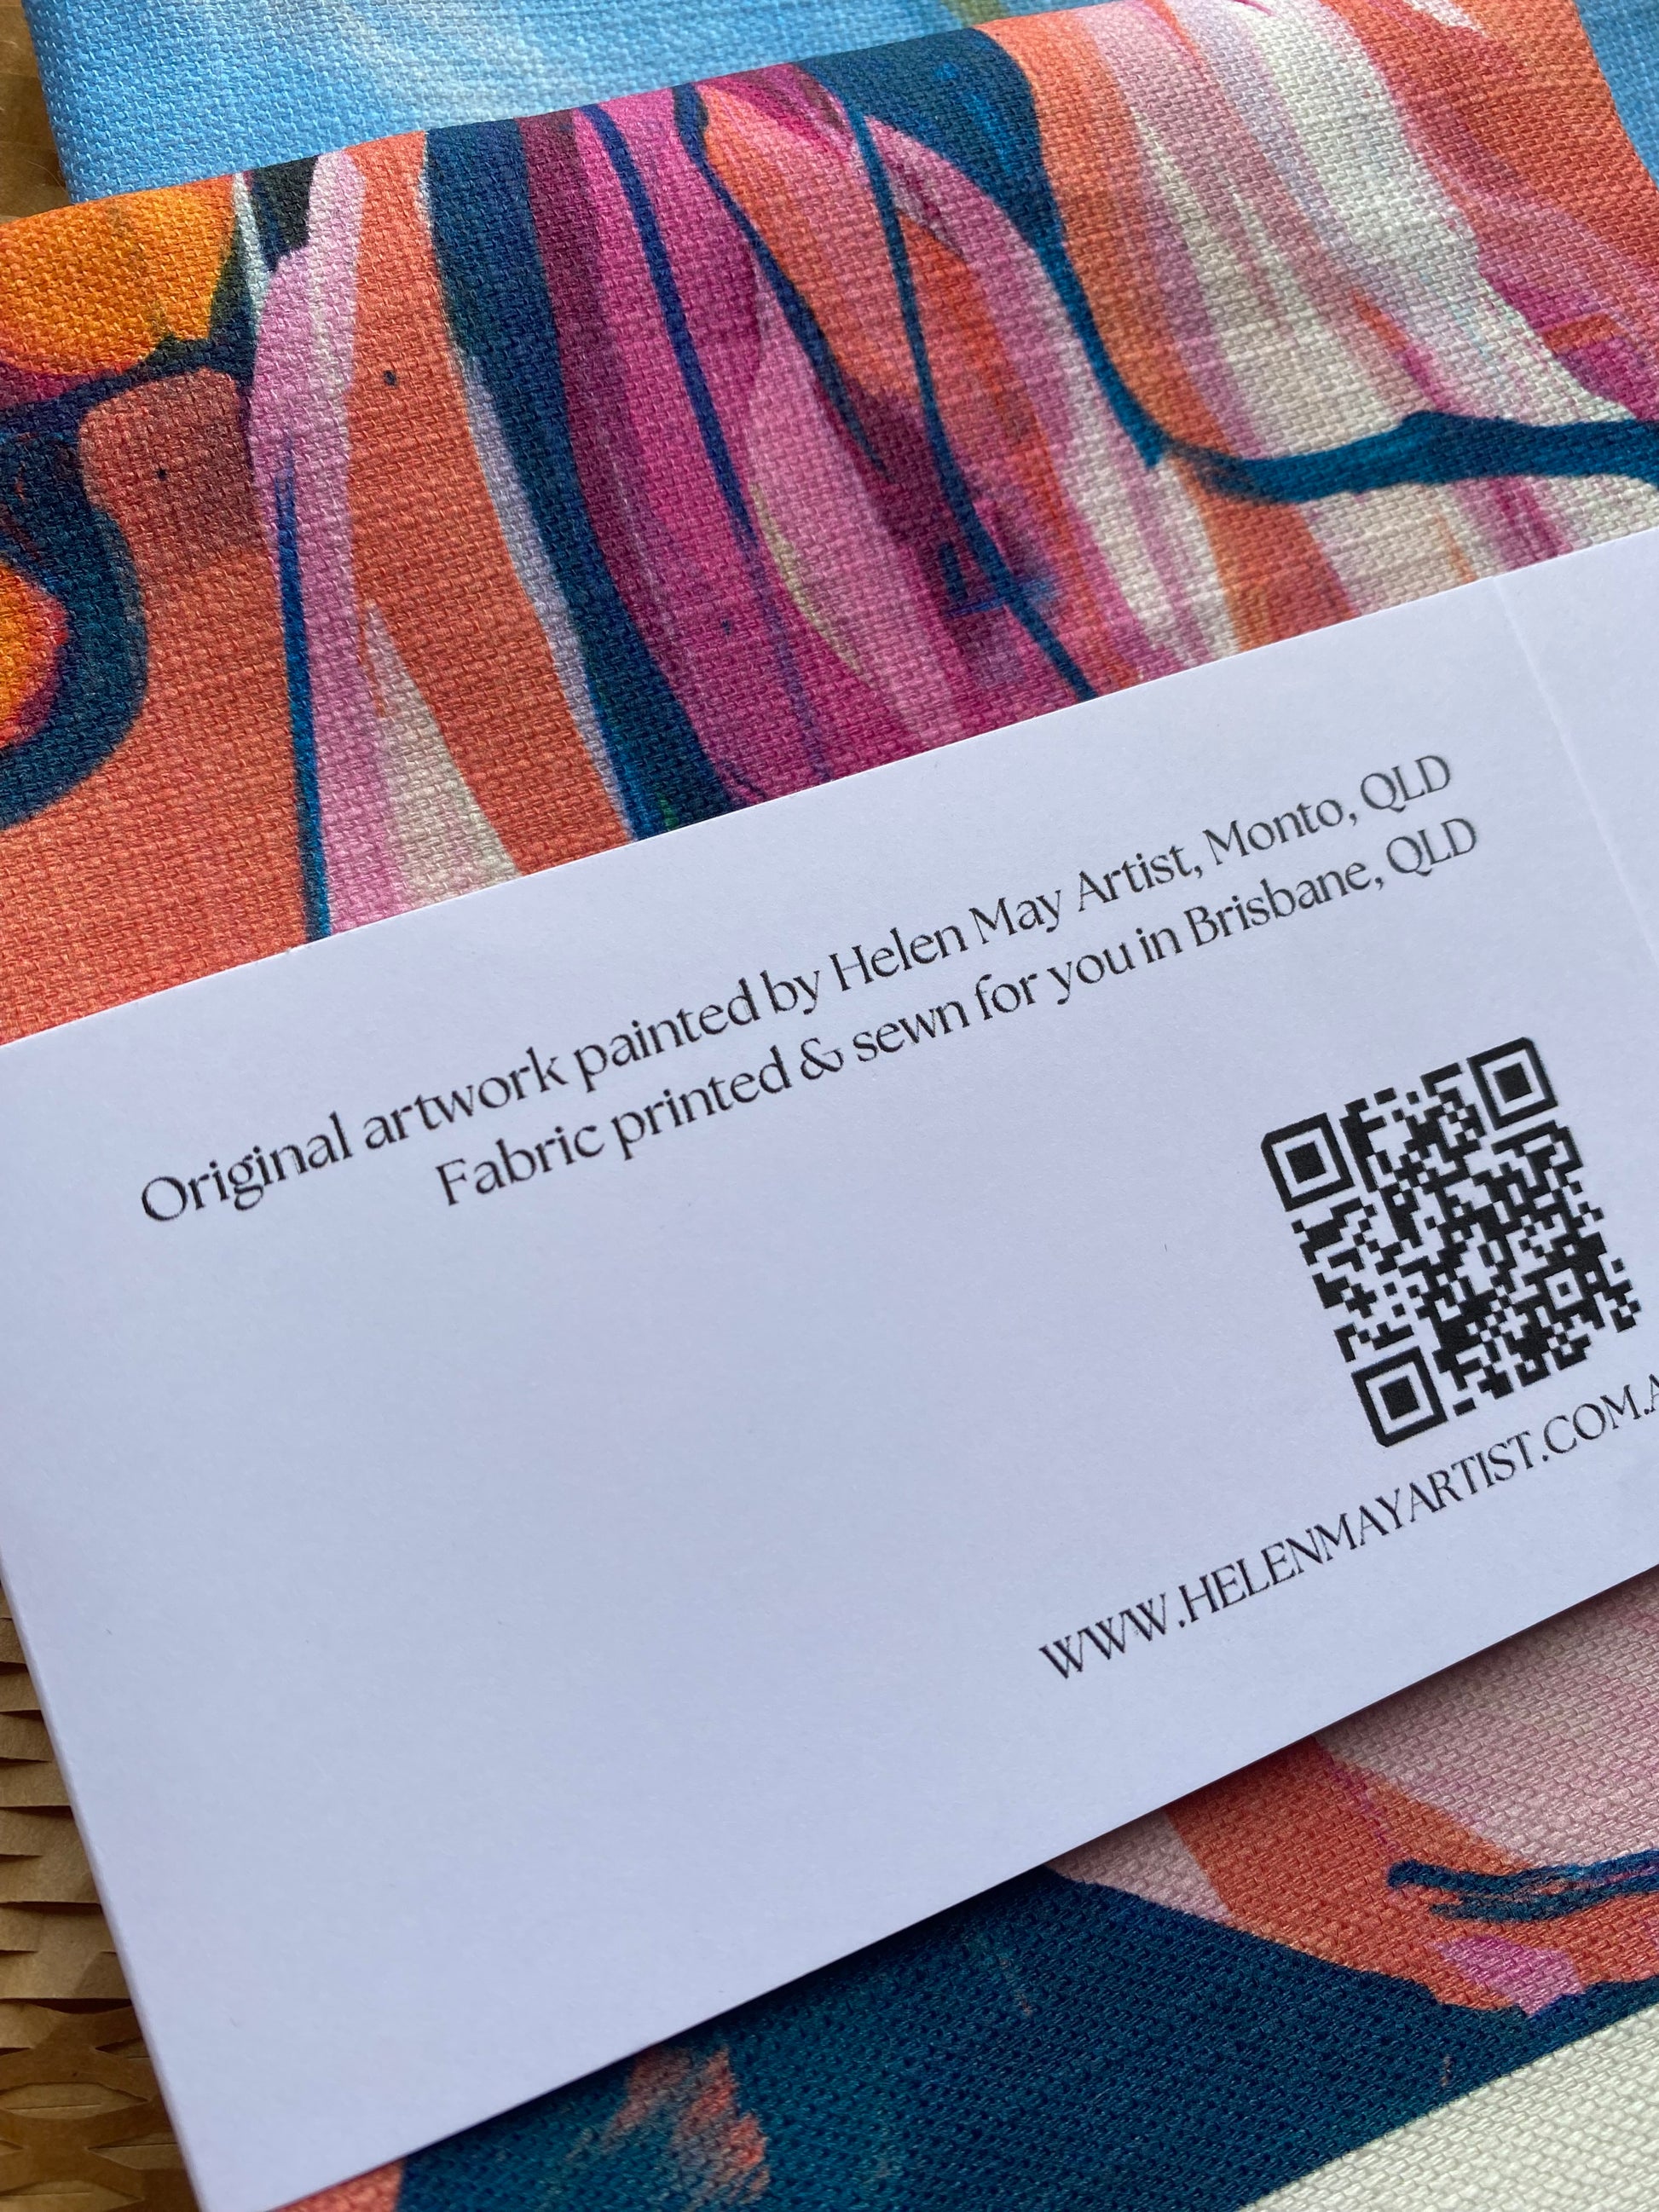 Original artwork painted by Helen May Artist, Monto, QLD
Fabric printed & sewn for you in Brisbane, QLD
WWW.HELENMAYARTIST.COM.A